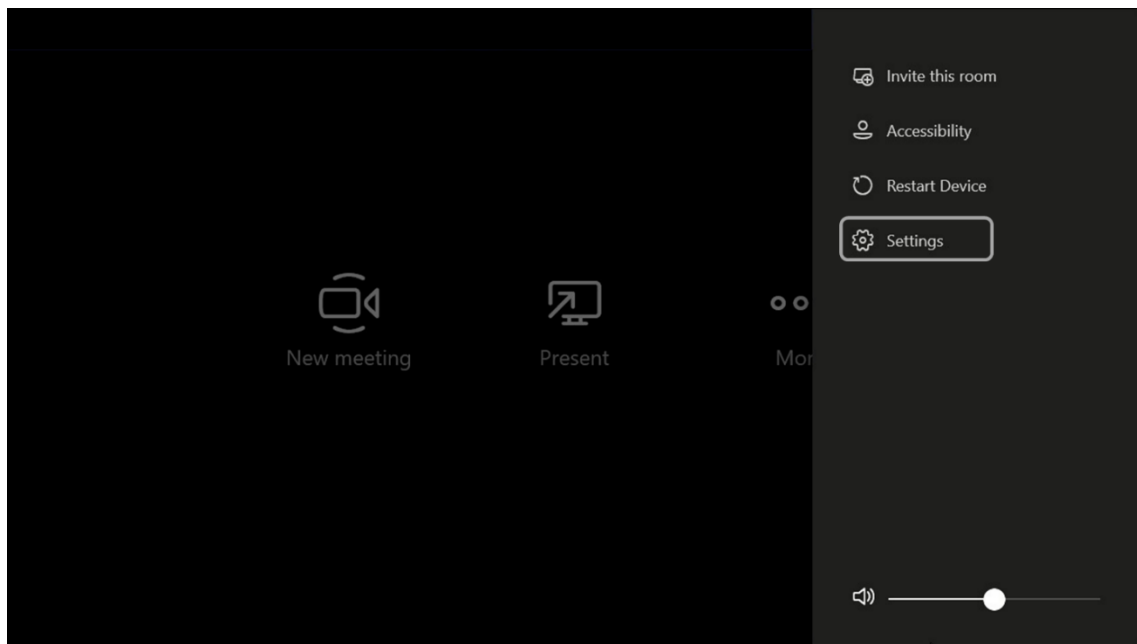 Invite this room
Accessibility
Restart Device
Settings
New meeting
Present